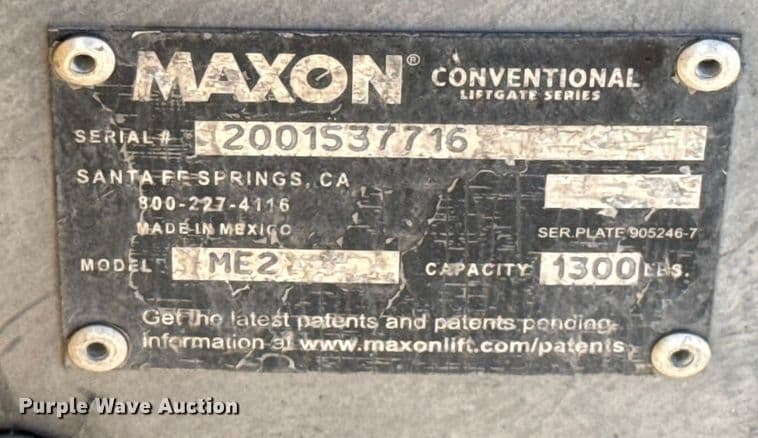 MAXON® CONVENTIONAL
LIFTGATE SERIES
SERIAL # 2001537716
SANTA FE SPRINGS, CA
800-227-4116
MADE IN MEXICO
SER. PLATE 905246-7
MODEL ME2 CAPACITY 1300 LBS.
Get the latest patents and patents pending
information at www.maxonlift.com/patents
Purple Wave Auction